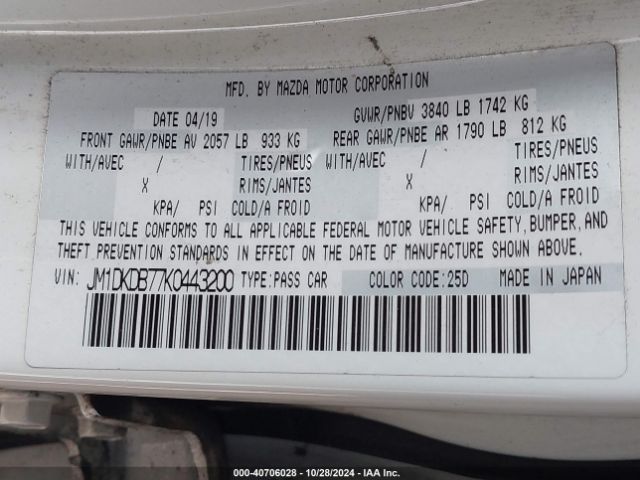 MFD. BY MAZDA MOTOR CORPORATION
DATE 04/19 GVWR/PNBV 3840 LB 1742 KG
FRONT GAWR/PNBE AV 2057 LB 933 KG REAR GAWR/PNBE AR 1790 LB 812 KG
WITH/AVEC / TIRES/PNEUS WITH/AVEC / TIRES/PNEUS
X RIMS/JANTES X RIMS/JANTES
KPA/ PSI COLD/A FROID KPA/ PSI COLD/A FROID
THIS VEHICLE CONFORMS TO ALL APPLICABLE FEDERAL MOTOR VEHICLE SAFETY, BUMPER, AND
THEFT PREVENTION STANDARDS IN EFFECT ON THE DATE OF MANUFACTURE SHOWN ABOVE.
VIN: JM1DKDB77K0443200 TYPE:PASS CAR COLOR CODE:25D MADE IN JAPAN
000-40706028 - 10/28/2024 - IAA Inc.